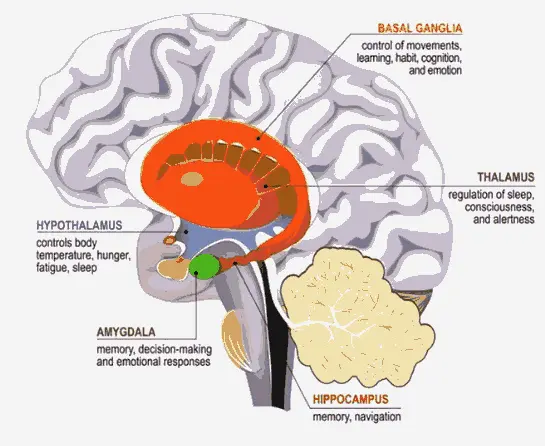 BASAL GANGLIA
control of movements,
learning, habit, cognition,
and emotion
THALAMUS
regulation of sleep,
consciousness,
and alertness
HYPOTHALAMUS
controls body
temperature, hunger,
fatigue, sleep
AMYGDALA
memory, decision-making
and emotional responses
HIPPOCAMPUS
memory, navigation